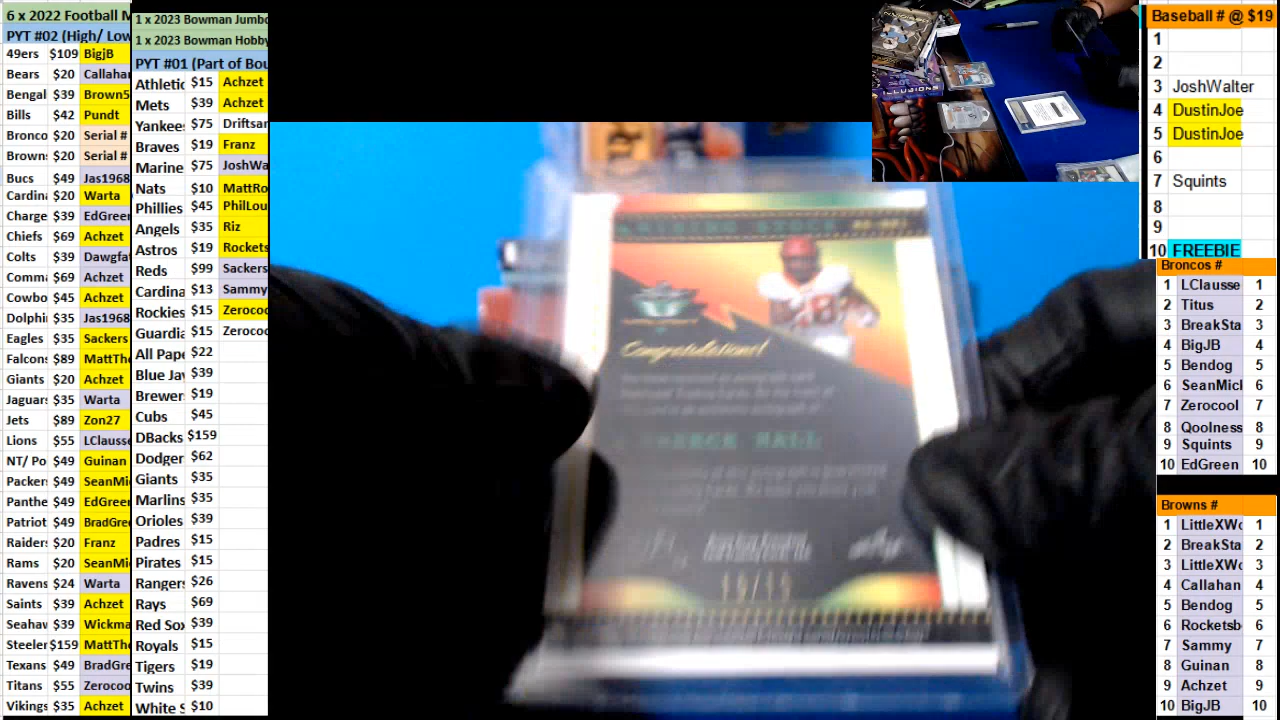 6 x 2022 Football M
PYT #02 (High/ Low
49ers $109 BigjB
Bears $20 Callahar
Bengal $39 Brown5
Bills $42 Pundt
Bronco $20 Serial #
Browns $20 Serial #
Bucs $49 Jas1968
Cardina $20 Warta
Charge $39 EdGreen
Chiefs $69 Achzet
Colts $39 Dawgfat
Comma $69 Achzet
Cowbo $45 Achzet
Dolphi $35 Jas1968
Eagles $35 Sackers
Falcons $89 MattThe
Giants $20 Achzet
Jaguars $35 Warta
Jets $89 Zon27
Lions $55 LClausse
NT/ Po $49 Guinan
Packers $49 SeanMic
Panthe $49 EdGreen
Patriot $49 BradGree
Raiders $20 Franz
Rams $20 SeanMic
Ravens $24 Warta
Saints $39 Achzet
Seahaw $39 Wickma
Steeler $159 MattThe
Texans $49 BradGre
Titans $55 Zerocoo
Vikings $35 Achzet
1 x 2023 Bowman Jumbo
1 x 2023 Bowman Hobby
PYT #01 (Part of Bou
Athletic $15 Achzet
Mets $39 Achzet
Yankee $75 Driftsar
Braves $19 Franz
Marine $75 JoshWa
Nats $10 MattRo
Phillies $45 PhilLou
Angels $35 Riz
Astros $19 Rockets
Reds $99 Sackers
Cardina $13 Sammy
Rockies $15 Zerocoo
Guardia $15 Zerocoo
All Pape $22
Blue Jay $39
Brewer $19
Cubs $45
DBacks $159
Dodger $62
Giants $35
Marlins $35
Orioles $39
Padres $15
Pirates $15
Rangers $26
Rays $69
Red Sox $39
Royals $15
Tigers $19
Twins $39
White S $10
Congratulations!
HALL
ILLUSIONS
Baseball # @ $19
1
2
3 JoshWalter
4 DustinJoe
5 DustinJoe
6
7 Squints
8
9
10 FREEBIE
Broncos #
1 LClausse 1
2 Titus 2
3 BreakSta 3
4 BigJB 4
5 Bendog 5
6 SeanMicl 6
7 Zerocool 7
8 Qoolness 8
9 Squints 9
10 EdGreen 10
Browns #
1 LittleXWo 1
2 BreakSta 2
3 LittleXWo 3
4 Callahan 4
5 Bendog 5
6 Rocketsb 6
7 Sammy 7
8 Guinan 8
9 Achzet 9
10 BigJB 10